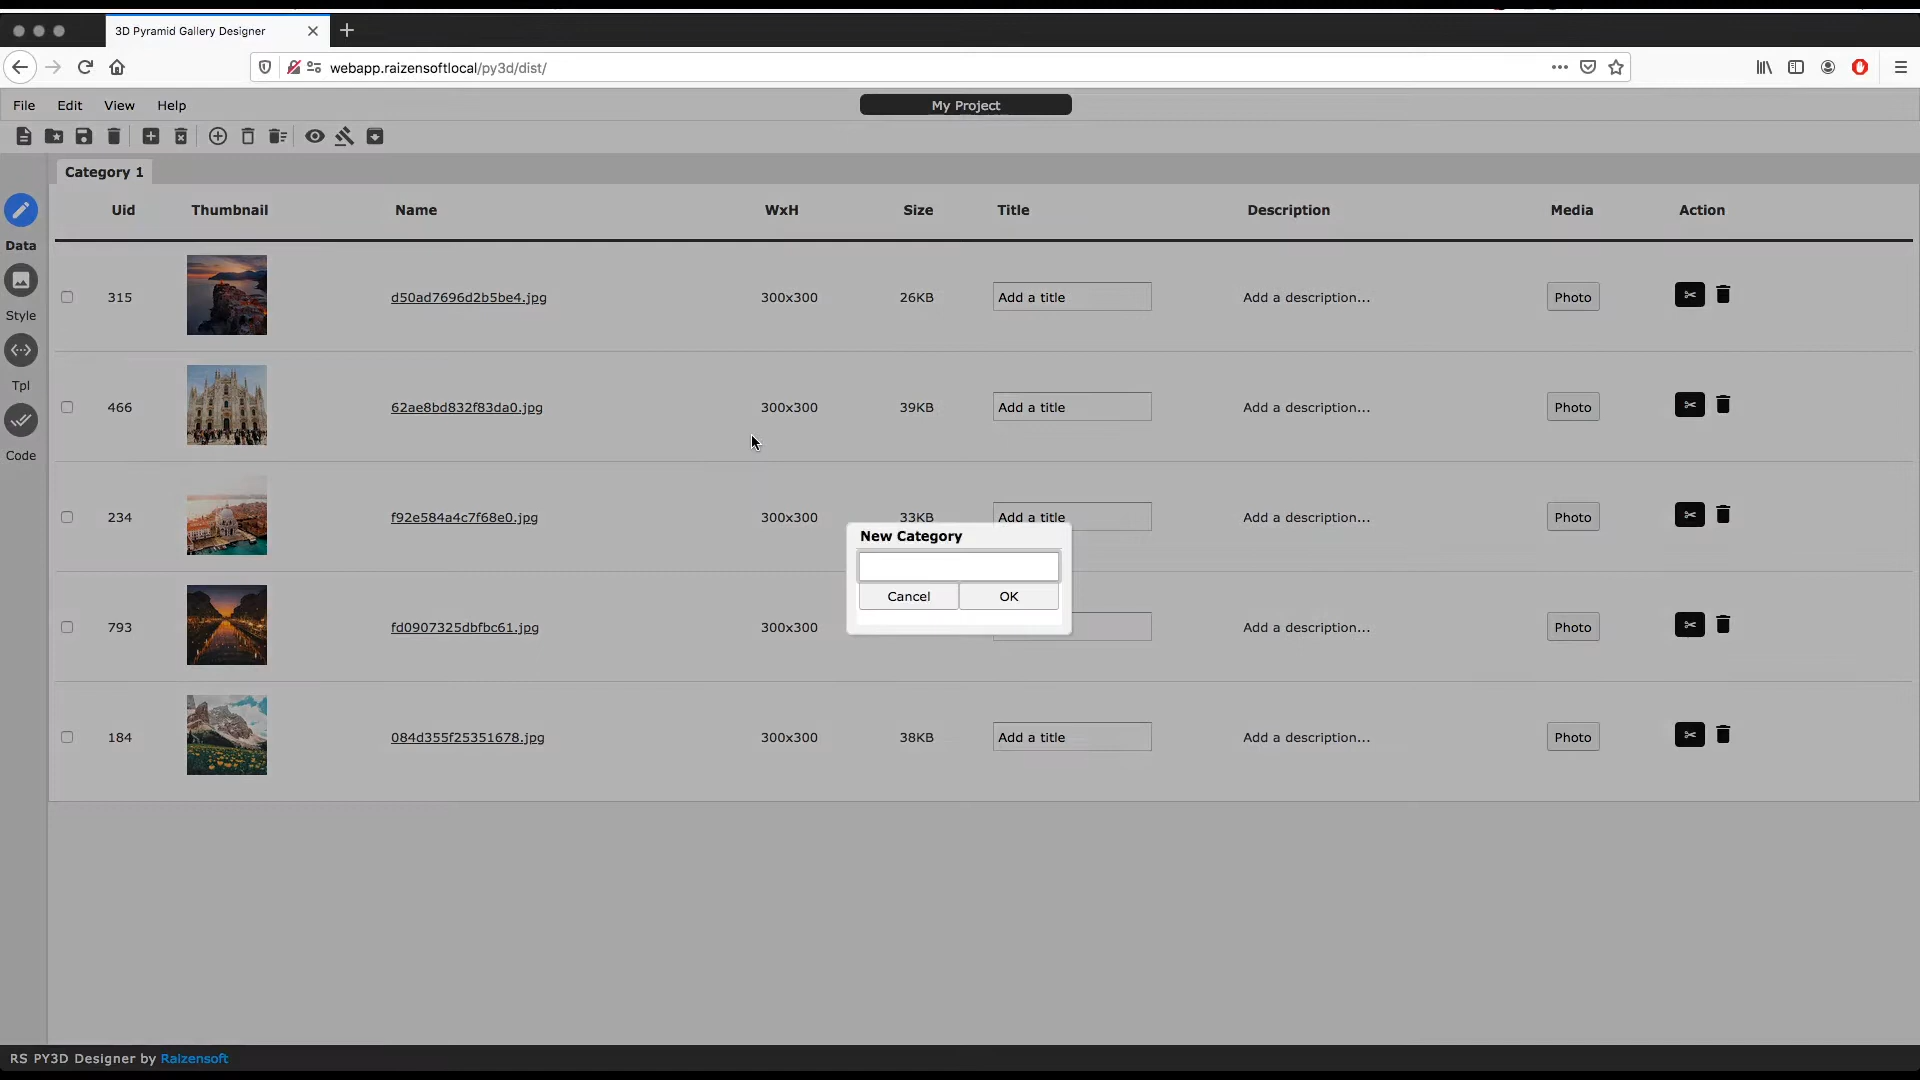 3D Pyramid Gallery Designer
webapp.raizensoftlocal/py3d/dist/
File Edit View Help
My Project
Category 1
Uid Thumbnail Name WxH Size Title Description Media Action
Data
315 d50ad7696d2b5be4.jpg 300x300 26KB Add a title Add a description... Photo
Style
Tpl
466 62ae8bd832f83da0.jpg 300x300 39KB Add a title Add a description... Photo
Code
234 f92e584a4c7f68e0.jpg 300x300 33KB Add a title Add a description... Photo
New Category
Cancel OK
793 fd0907325dbfbc61.jpg 300x300 Add a description... Photo
184 084d355f25351678.jpg 300x300 38KB Add a title Add a description... Photo
RS PY3D Designer by Raizensoft